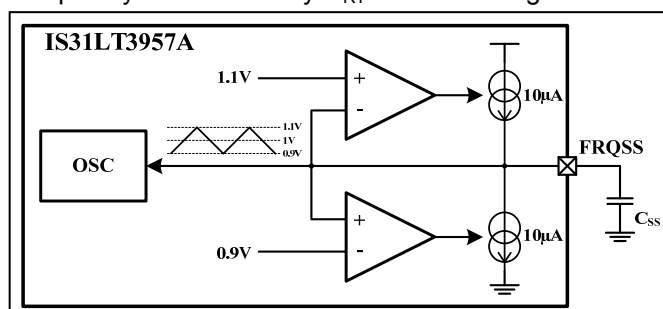 IS31LT3957A
1.1V
+
-
10µA
1.1V
1V
0.9V
OSC
FRQSS
C_SS
+
-
10µA
0.9V